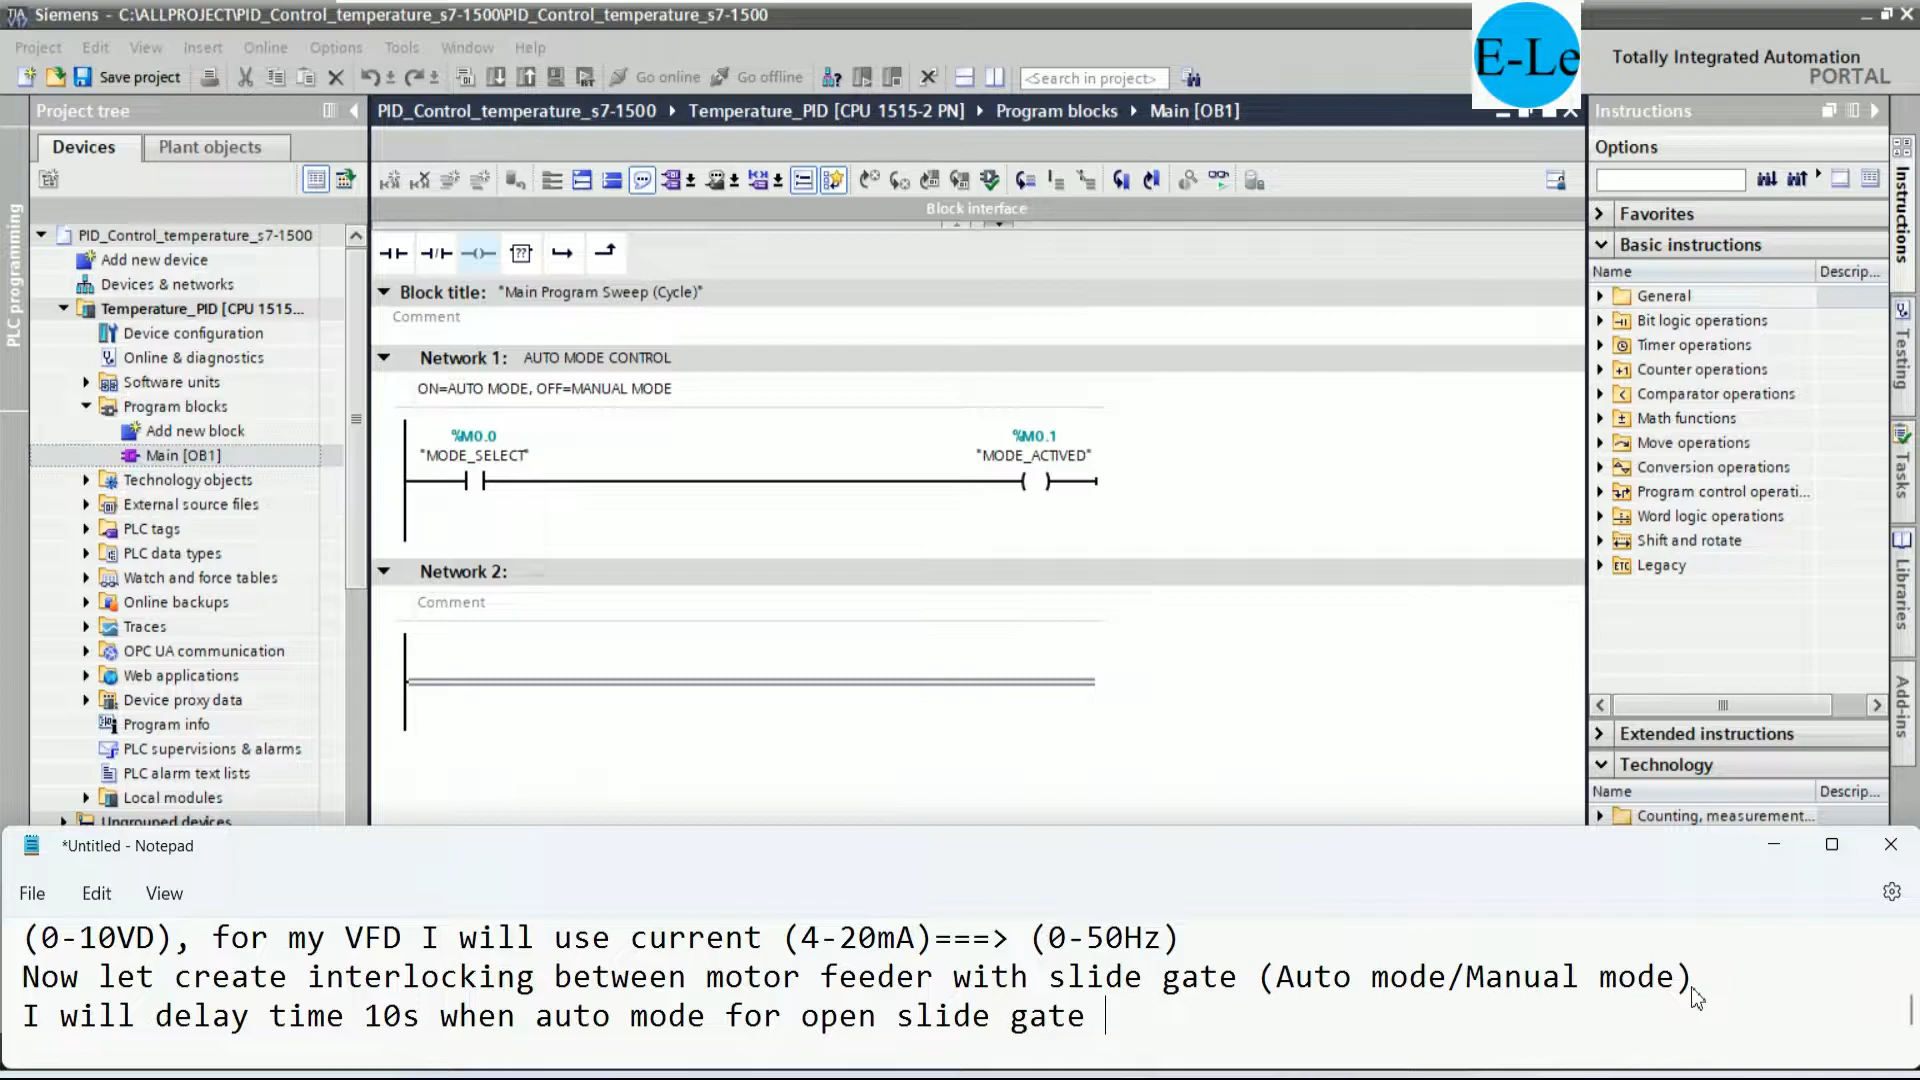 Siemens - C:\ALLPROJECT\PID_Control_temperature_s7-1500\PID_Control_temperature_s7-1500
Project Edit View Insert Online Options Tools Window Help
Save project
Go online
Go offline
<Search in project>
E-Le
Totally Integrated Automation
PORTAL
PLC programming
Project tree
Devices
Plant objects
PID_Control_temperature_s7-1500
Add new device
Devices & networks
Temperature_PID [CPU 1515...
Device configuration
Online & diagnostics
Software units
Program blocks
Add new block
Main [OB1]
Technology objects
External source files
PLC tags
PLC data types
Watch and force tables
Online backups
Traces
OPC UA communication
Web applications
Device proxy data
Program info
PLC supervisions & alarms
PLC alarm text lists
Local modules
Ungrouped devices
PID_Control_temperature_s7-1500 Temperature_PID [CPU 1515-2 PN] Program blocks Main [OB1]
Block interface
??
Block title: "Main Program Sweep (Cycle)"
Comment
Network 1: AUTO MODE CONTROL
ON=AUTO MODE, OFF=MANUAL MODE
%M0.0
"MODE_SELECT"
%M0.1
"MODE_ACTIVED"
Network 2:
Comment
Instructions
Options
Favorites
Basic instructions
Name Descrip...
General
Bit logic operations
Timer operations
Counter operations
Comparator operations
Math functions
Move operations
Conversion operations
Program control operati...
Word logic operations
Shift and rotate
Legacy
Extended instructions
Technology
Name Descrip...
Counting, measurement...
Instructions
Testing
Tasks
Libraries
Add-ins
*Untitled - Notepad
File Edit View
(0-10VD), for my VFD I will use current (4-20mA)===> (0-50Hz)
Now let create interlocking between motor feeder with slide gate (Auto mode/Manual mode)
I will delay time 10s when auto mode for open slide gate